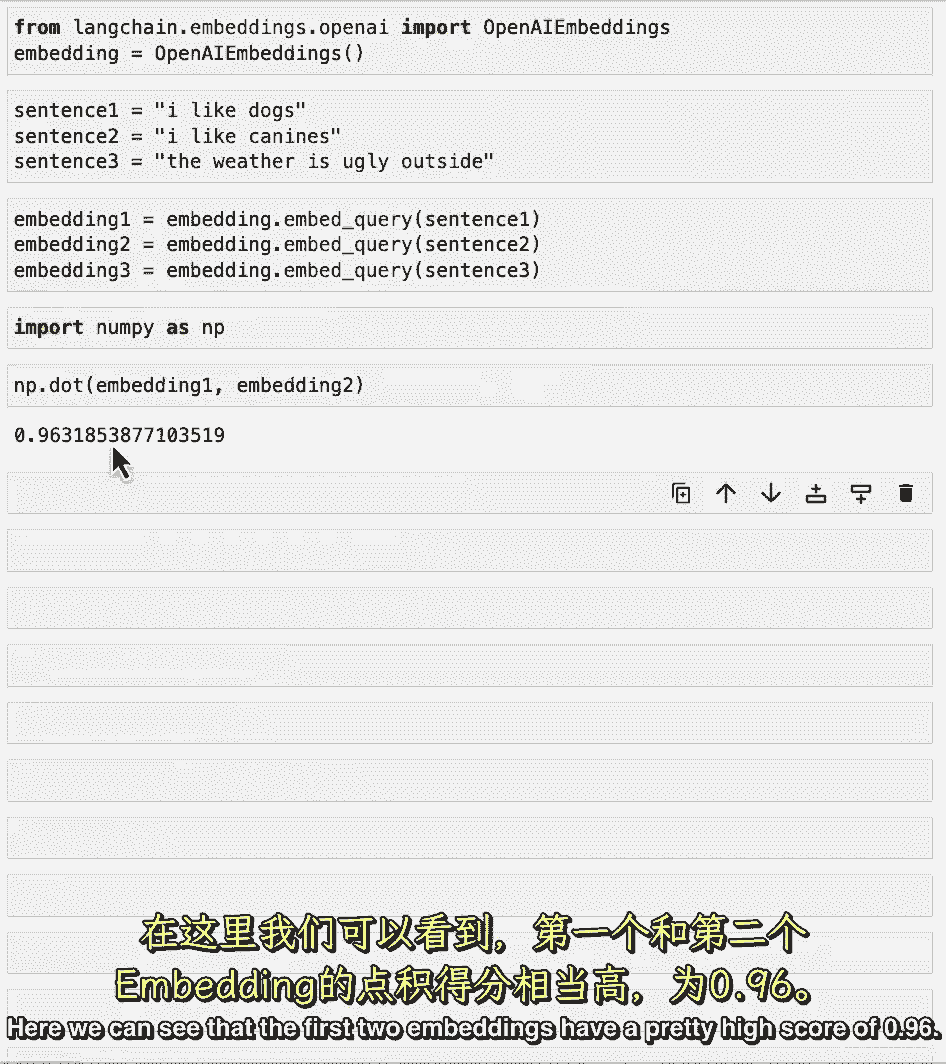 from langchain.embeddings.openai import OpenAIEmbeddings
embedding = OpenAIEmbeddings()
sentence1 = "i like dogs"
sentence2 = "i like canines"
sentence3 = "the weather is ugly outside"
embedding1 = embedding.embed_query(sentence1)
embedding2 = embedding.embed_query(sentence2)
embedding3 = embedding.embed_query(sentence3)
import numpy as np
np.dot(embedding1, embedding2)
0.9631853877103519
在这里我们可以看到，第一个和第二个
Embedding的点积得分相当高，为0.96。
Here we can see that the first two embeddings have a pretty high score of 0.96.